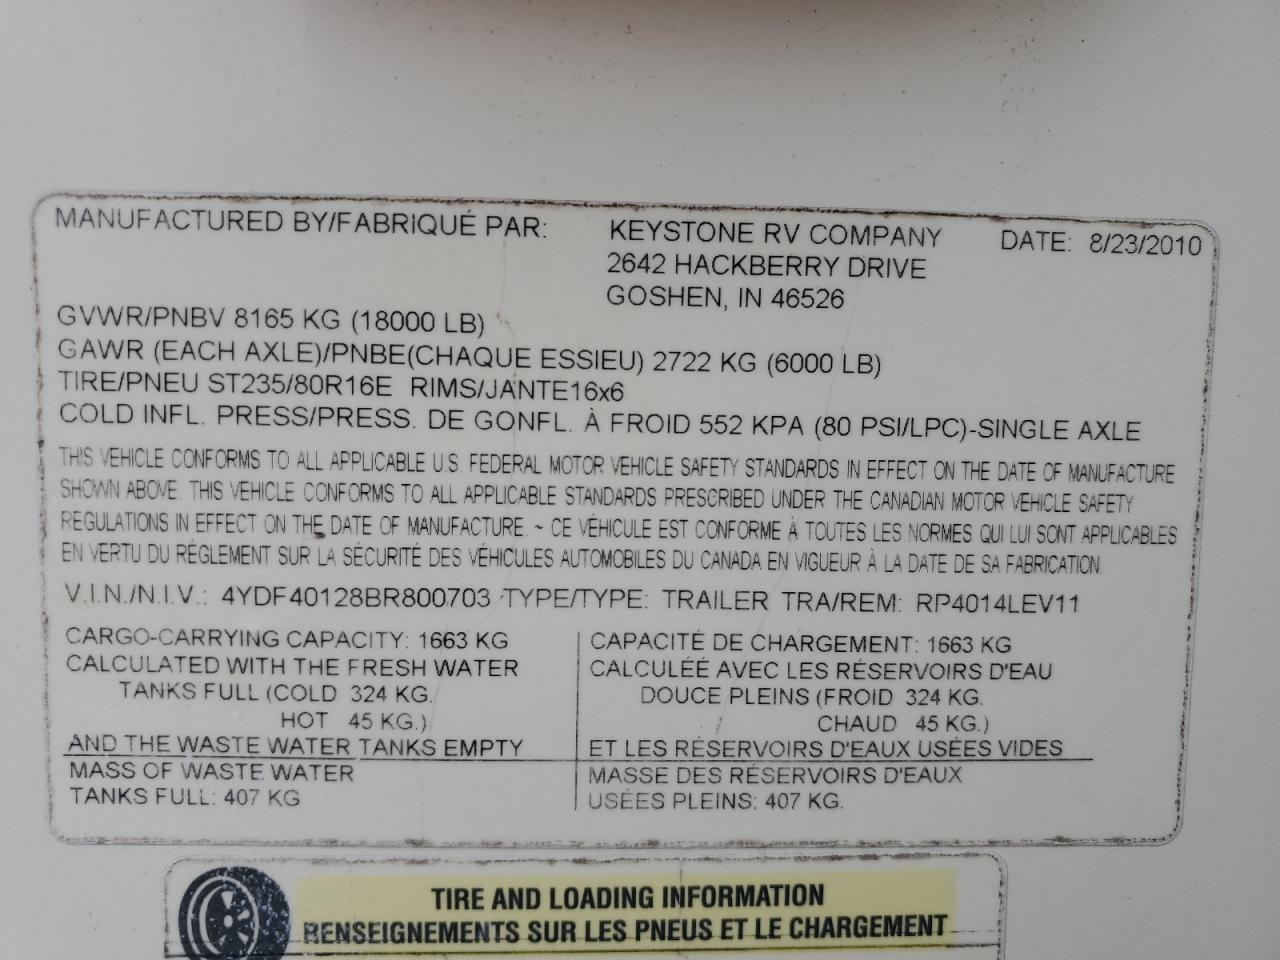 MANUFACTURED BY/FABRIQUÉ PAR: KEYSTONE RV COMPANY DATE: 8/23/2010
2642 HACKBERRY DRIVE
GOSHEN, IN 46526
GVWR/PNBV 8165 KG (18000 LB)
GAWR (EACH AXLE)/PNBE(CHAQUE ESSIEU) 2722 KG (6000 LB)
TIRE/PNEU ST235/80R16E RIMS/JANTE16x6
COLD INFL. PRESS/PRESS. DE GONFL. À FROID 552 KPA (80 PSI/LPC)-SINGLE AXLE
THIS VEHICLE CONFORMS TO ALL APPLICABLE U.S. FEDERAL MOTOR VEHICLE SAFETY STANDARDS IN EFFECT ON THE DATE OF MANUFACTURE
SHOWN ABOVE. THIS VEHICLE CONFORMS TO ALL APPLICABLE STANDARDS PRESCRIBED UNDER THE CANADIAN MOTOR VEHICLE SAFETY
REGULATIONS IN EFFECT ON THE DATE OF MANUFACTURE. ~ CE VÉHICULE EST CONFORME À TOUTES LES NORMES QUI LUI SONT APPLICABLES
EN VERTU DU RÉGLEMENT SUR LA SÉCURITÉ DES VÉHICULES AUTOMOBILES DU CANADA EN VIGUEUR À LA DATE DE SA FABRICATION.
V.I.N./N.I.V.: 4YDF40128BR800703 TYPE/TYPE: TRAILER TRA/REM: RP4014LEV11
CARGO-CARRYING CAPACITY: 1663 KG
CALCULATED WITH THE FRESH WATER
TANKS FULL (COLD 324 KG.
HOT 45 KG.)
AND THE WASTE WATER TANKS EMPTY
MASS OF WASTE WATER
TANKS FULL: 407 KG
CAPACITÉ DE CHARGEMENT: 1663 KG
CALCULÉE AVEC LES RÉSERVOIRS D'EAU
DOUCE PLEINS (FROID 324 KG.
CHAUD 45 KG.)
ET LES RÉSERVOIRS D'EAUX USÉES VIDES
MASSE DES RÉSERVOIRS D'EAUX
USÉES PLEINS: 407 KG.
TIRE AND LOADING INFORMATION
RENSEIGNEMENTS SUR LES PNEUS ET LE CHARGEMENT